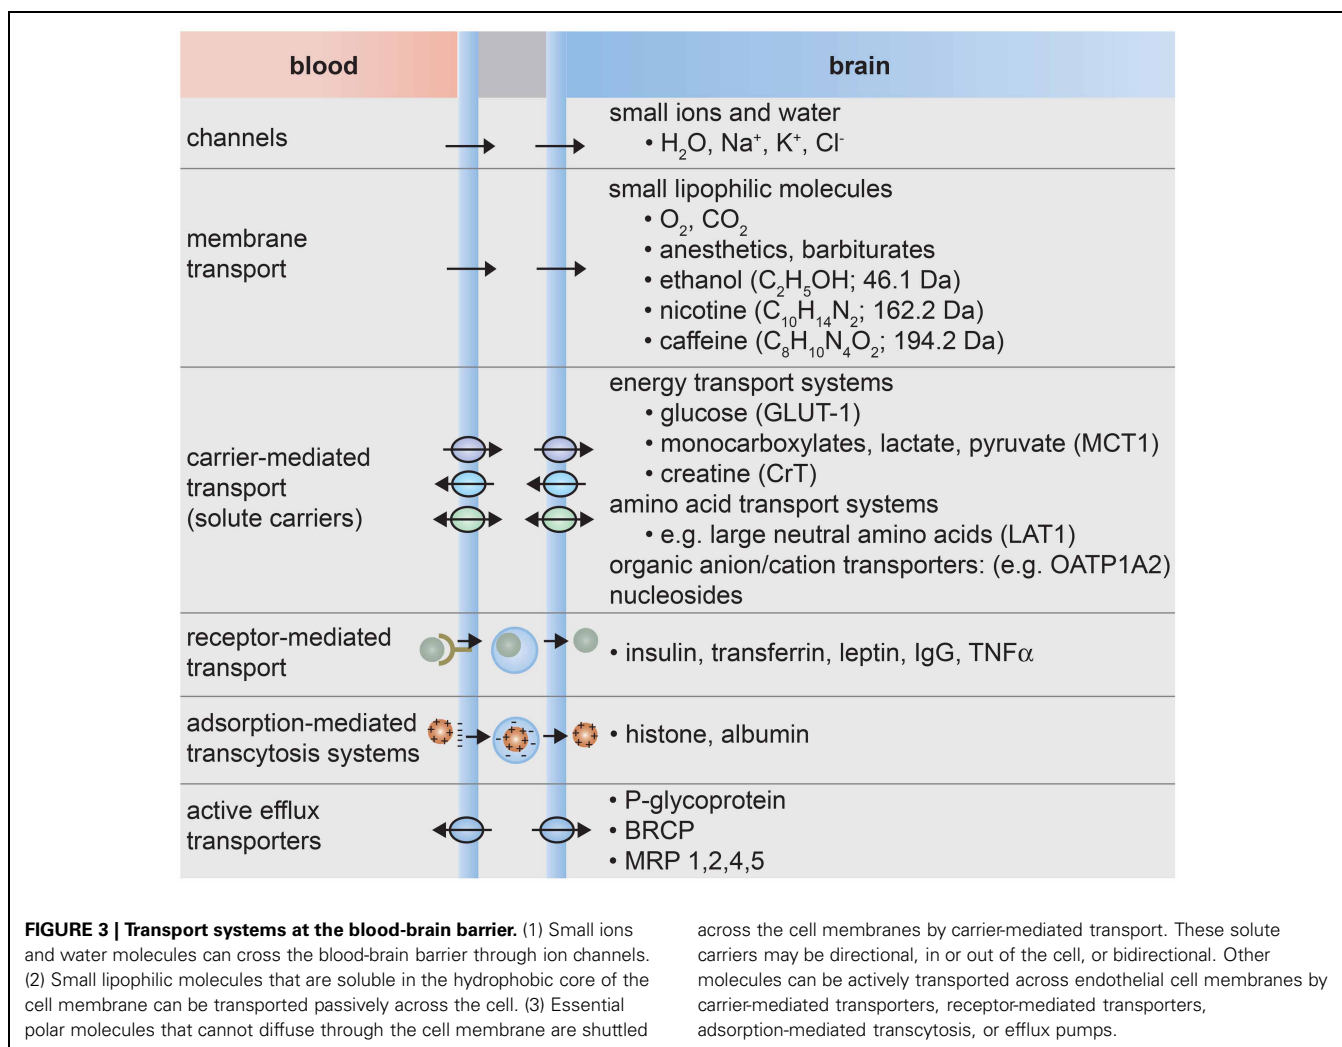 blood
brain
channels
small ions and water
• H₂O, Na⁺, K⁺, Cl⁻
membrane
transport
small lipophilic molecules
• O₂, CO₂
• anesthetics, barbiturates
• ethanol (C₂H₅OH; 46.1 Da)
• nicotine (C₁₀H₁₄N₂; 162.2 Da)
• caffeine (C₈H₁₀N₄O₂; 194.2 Da)
carrier-mediated
transport
(solute carriers)
energy transport systems
• glucose (GLUT-1)
• monocarboxylates, lactate, pyruvate (MCT1)
• creatine (CrT)
amino acid transport systems
• e.g. large neutral amino acids (LAT1)
organic anion/cation transporters: (e.g. OATP1A2)
nucleosides
receptor-mediated
transport
• insulin, transferrin, leptin, IgG, TNFα
adsorption-mediated
transcytosis systems
• histone, albumin
active efflux
transporters
• P-glycoprotein
• BRCP
• MRP 1,2,4,5
FIGURE 3 | Transport systems at the blood-brain barrier. (1) Small ions
and water molecules can cross the blood-brain barrier through ion channels.
(2) Small lipophilic molecules that are soluble in the hydrophobic core of the
cell membrane can be transported passively across the cell. (3) Essential
polar molecules that cannot diffuse through the cell membrane are shuttled
across the cell membranes by carrier-mediated transport. These solute
carriers may be directional, in or out of the cell, or bidirectional. Other
molecules can be actively transported across endothelial cell membranes by
carrier-mediated transporters, receptor-mediated transporters,
adsorption-mediated transcytosis, or efflux pumps.